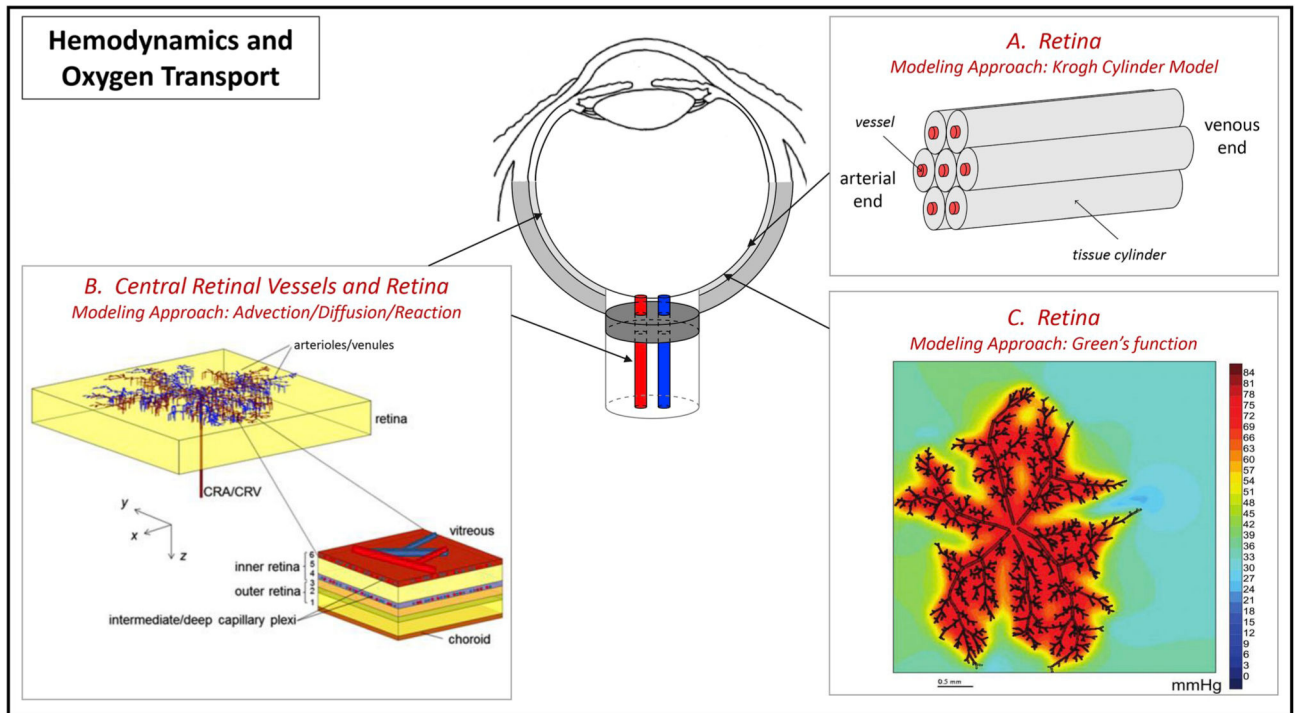 Hemodynamics and
Oxygen Transport
A. Retina
Modeling Approach: Krogh Cylinder Model
vessel
arterial
end
venous
end
tissue cylinder
B. Central Retinal Vessels and Retina
Modeling Approach: Advection/Diffusion/Reaction
arterioles/venules
retina
CRA/CRV
y
x
z
vitreous
inner retina
outer retina
6
5
4
3
2
1
intermediate/deep capillary plexi
choroid
C. Retina
Modeling Approach: Green's function
84
81
78
75
72
69
66
63
60
57
54
51
48
45
42
39
36
33
30
27
24
21
18
15
12
9
6
3
0
0.5 mm
mmHg